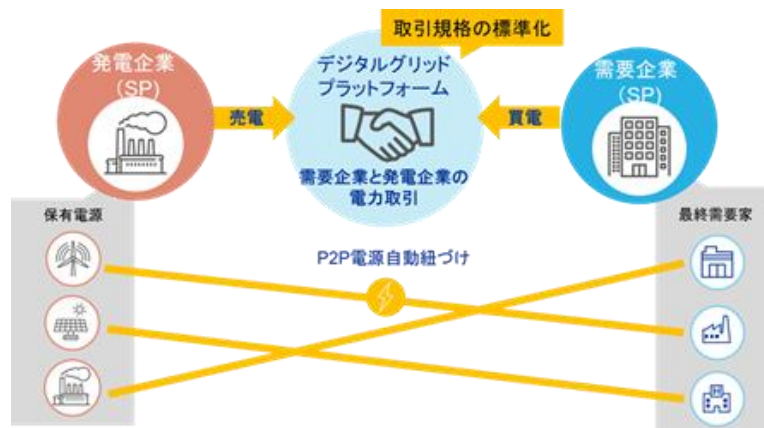 取引規格の標準化
発電企業
(SP)
デジタルグリッド
プラットフォーム
需要企業
(SP)
売電
買電
需要企業と発電企業の
電力取引
保有電源
最終需要家
P2P電源自動紐づけ
H